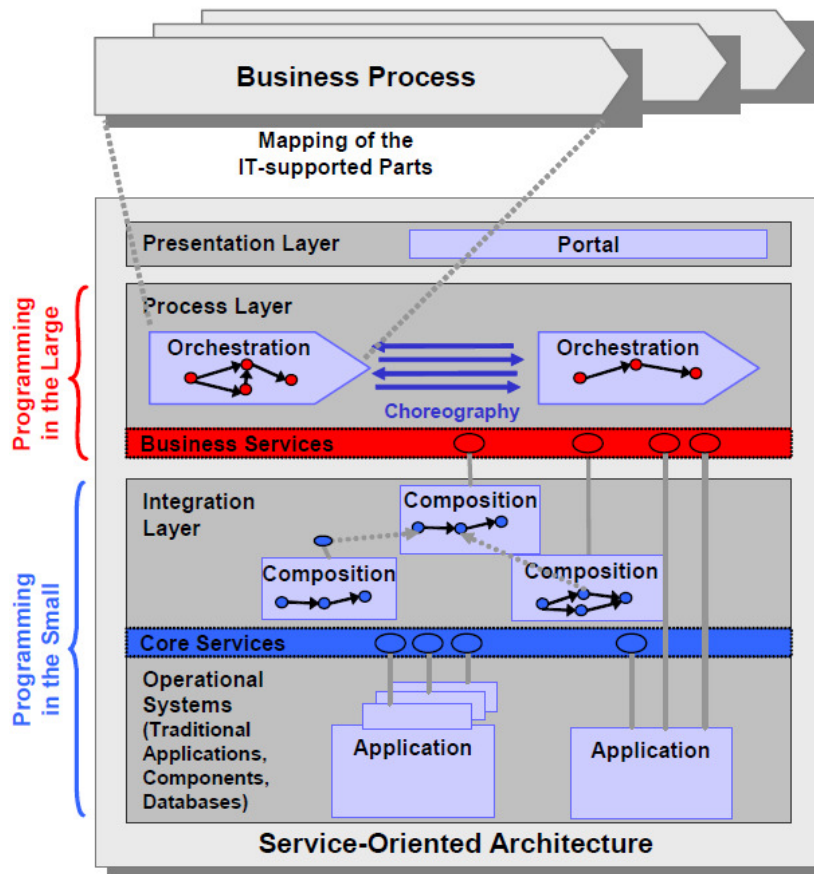 Business Process
Mapping of the
IT-supported Parts
Presentation Layer
Portal
Programming
in the Large
Process Layer
Orchestration
Orchestration
Choreography
Business Services
Programming
in the Small
Integration
Layer
Composition
Composition
Composition
Core Services
Operational
Systems
(Traditional
Applications,
Components,
Databases)
Application
Application
Service-Oriented Architecture